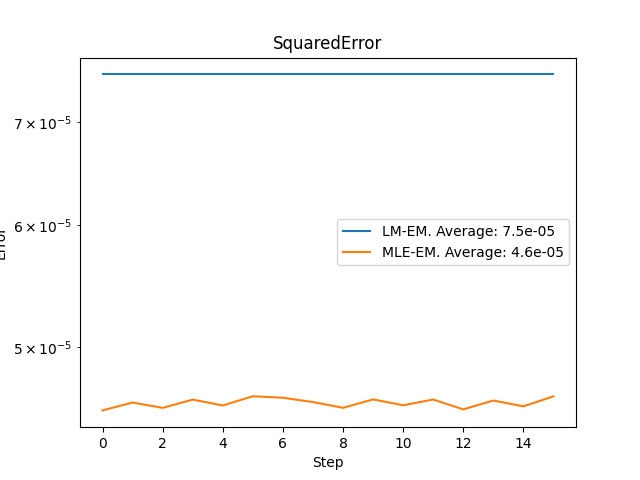 SquaredError
7 × 10⁻⁵
6 × 10⁻⁵
5 × 10⁻⁵
Error
LM-EM. Average: 7.5e-05
MLE-EM. Average: 4.6e-05
0 2 4 6 8 10 12 14
Step